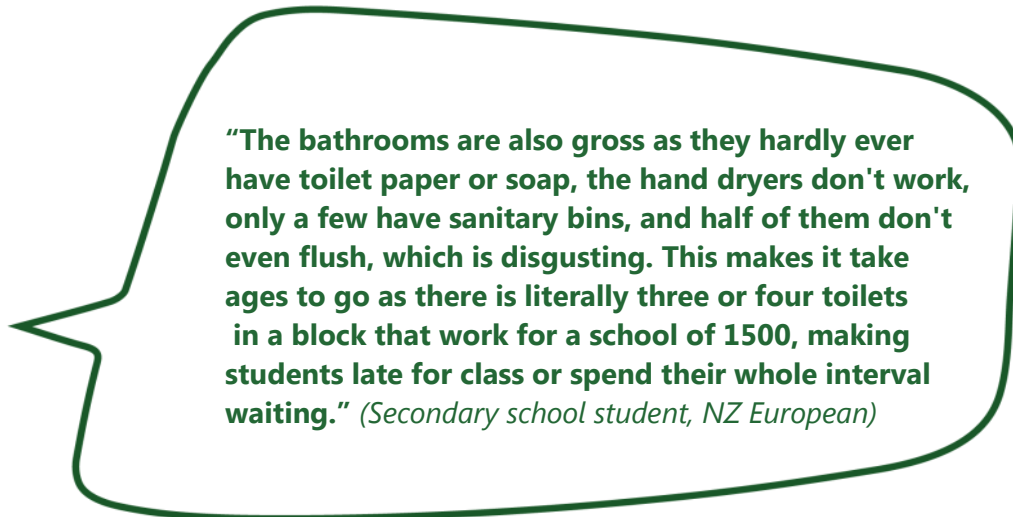 “The bathrooms are also gross as they hardly ever
have toilet paper or soap, the hand dryers don't work,
only a few have sanitary bins, and half of them don't
even flush, which is disgusting. This makes it take
ages to go as there is literally three or four toilets
in a block that work for a school of 1500, making
students late for class or spend their whole interval
waiting.” (Secondary school student, NZ European)